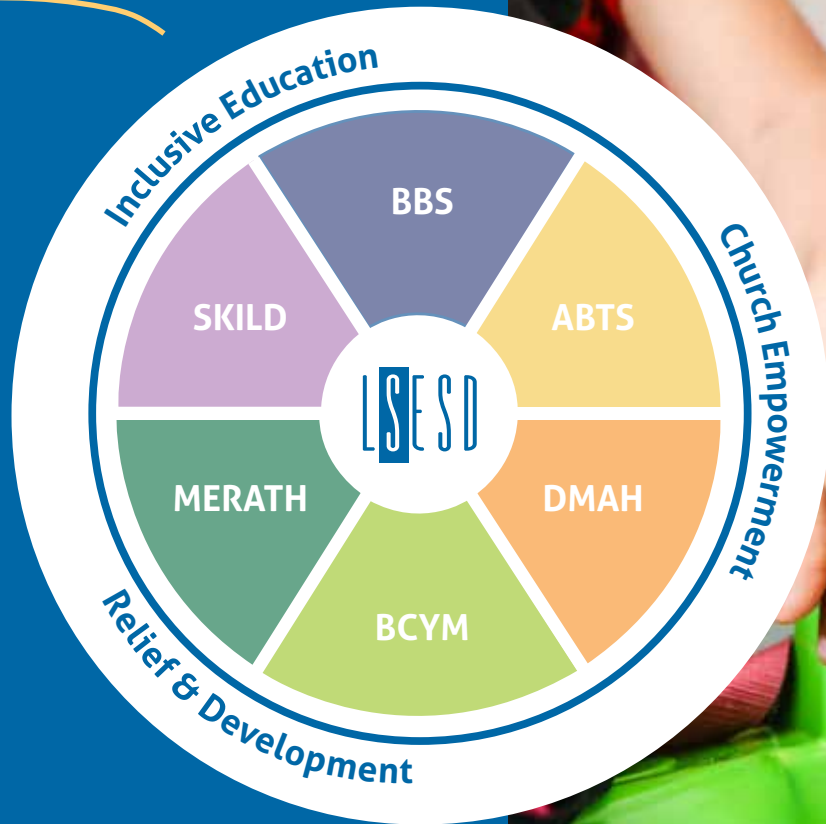 Inclusive Education
Church Empowerment
Relief & Development
BBS
ABTS
DMAH
BCYM
MERATH
SKILD
LSESD